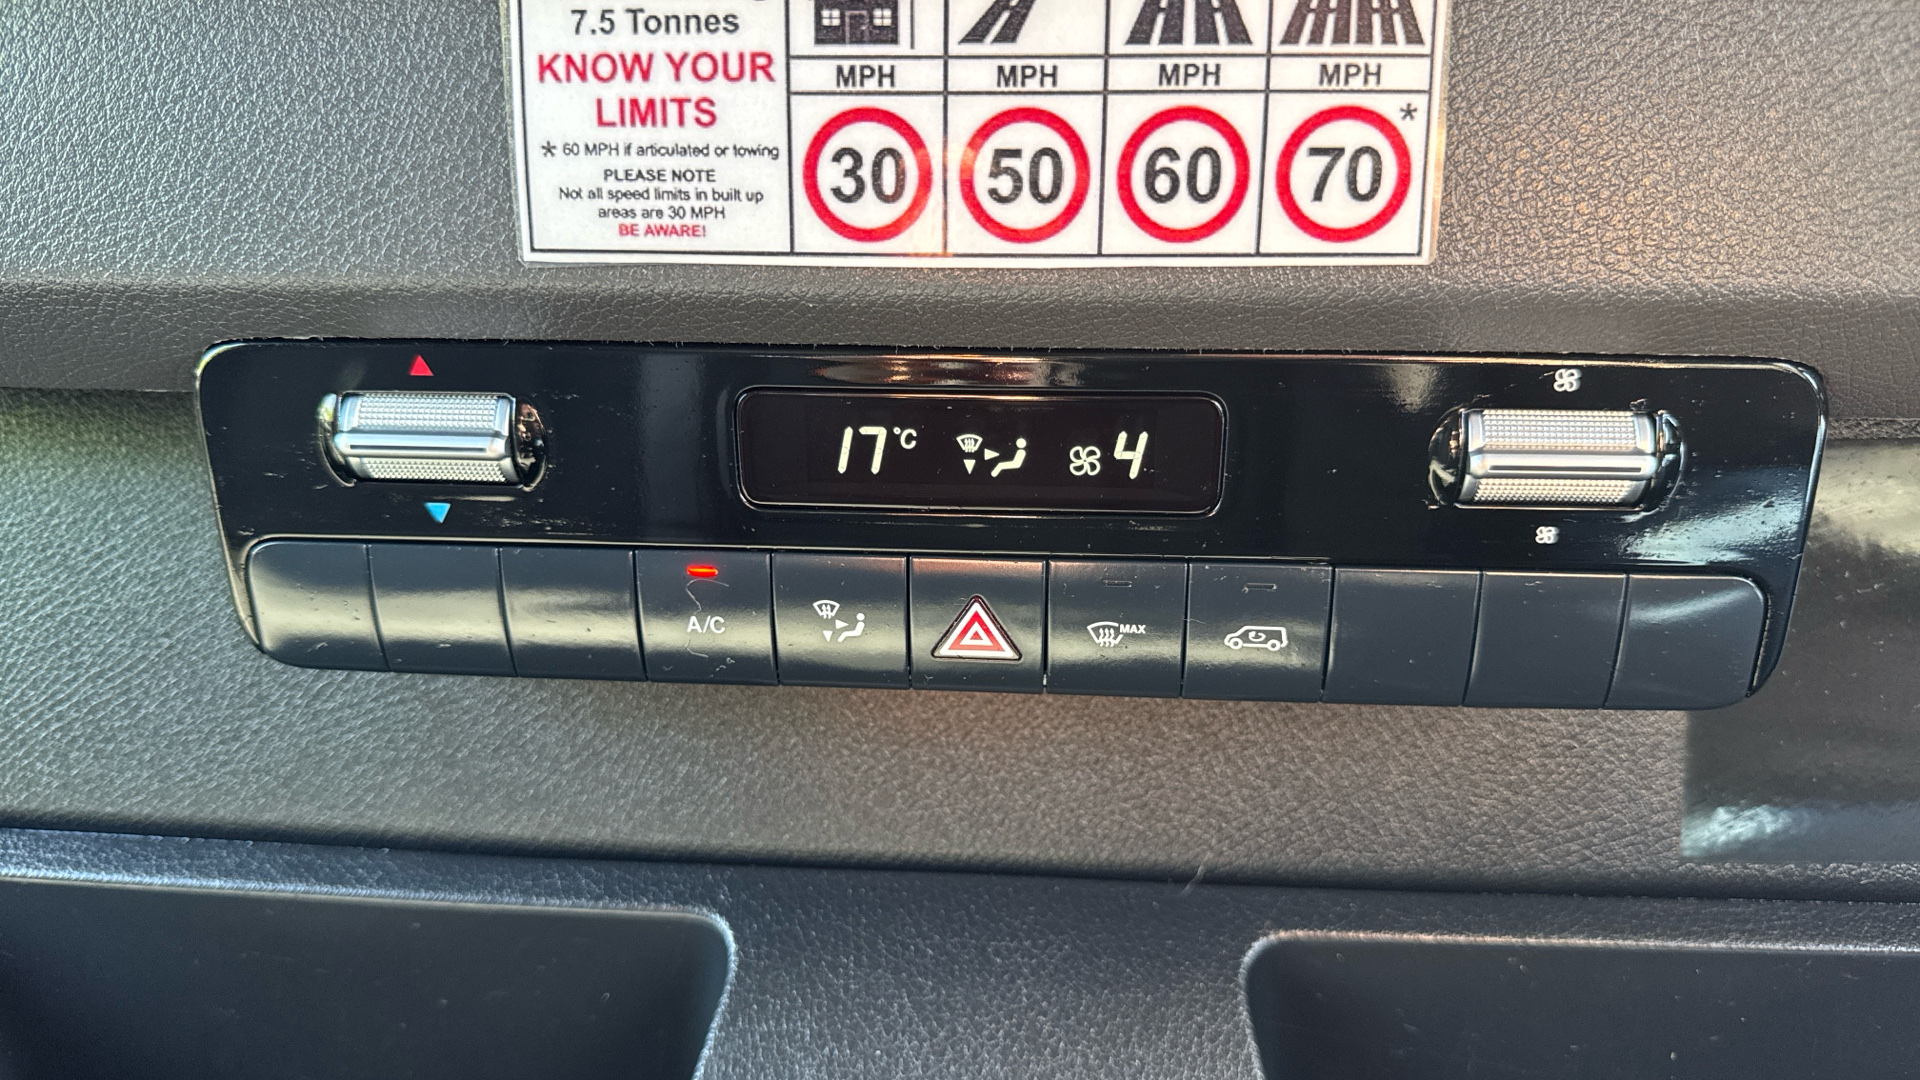 7.5 Tonnes
KNOW YOUR
LIMITS
* 60 MPH if articulated or towing
PLEASE NOTE
Not all speed limits in built up
areas are 30 MPH
BE AWARE!
MPH MPH MPH MPH
30 50 60 70 *
17°C 4
A/C
MAX